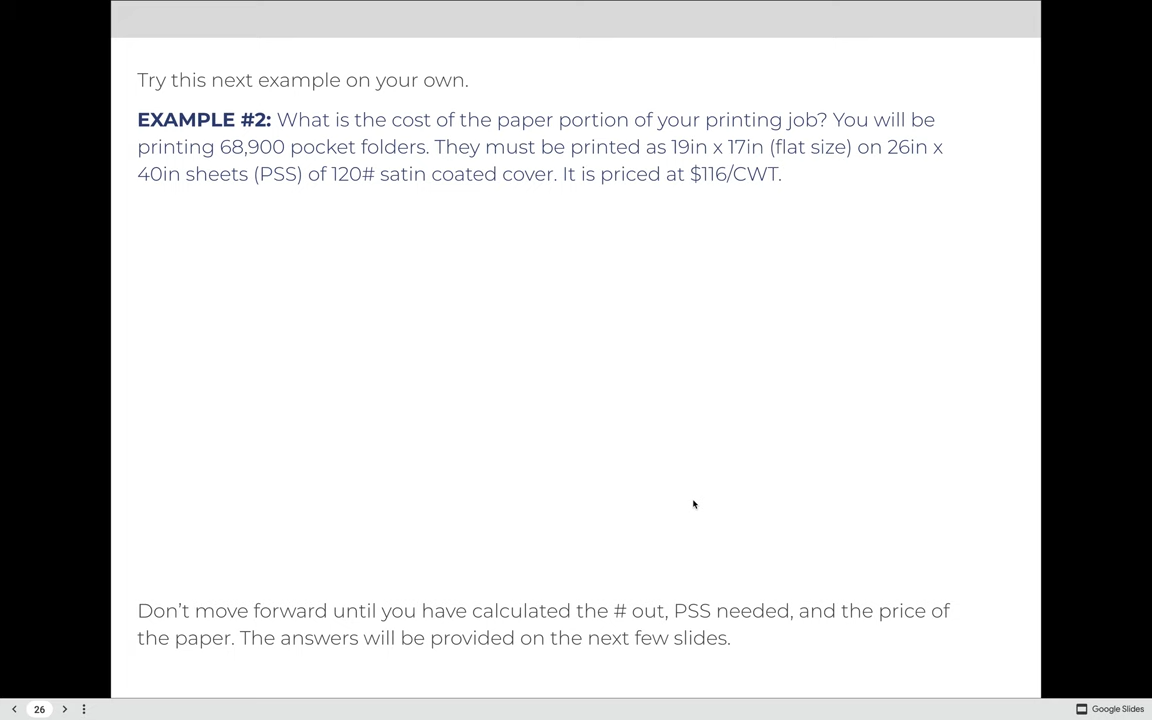 Try this next example on your own.
EXAMPLE #2: What is the cost of the paper portion of your printing job? You will be
printing 68,900 pocket folders. They must be printed as 19in x 17in (flat size) on 26in x
40in sheets (PSS) of 120# satin coated cover. It is priced at $116/CWT.
Don't move forward until you have calculated the # out, PSS needed, and the price of
the paper. The answers will be provided on the next few slides.
26
Google Slides